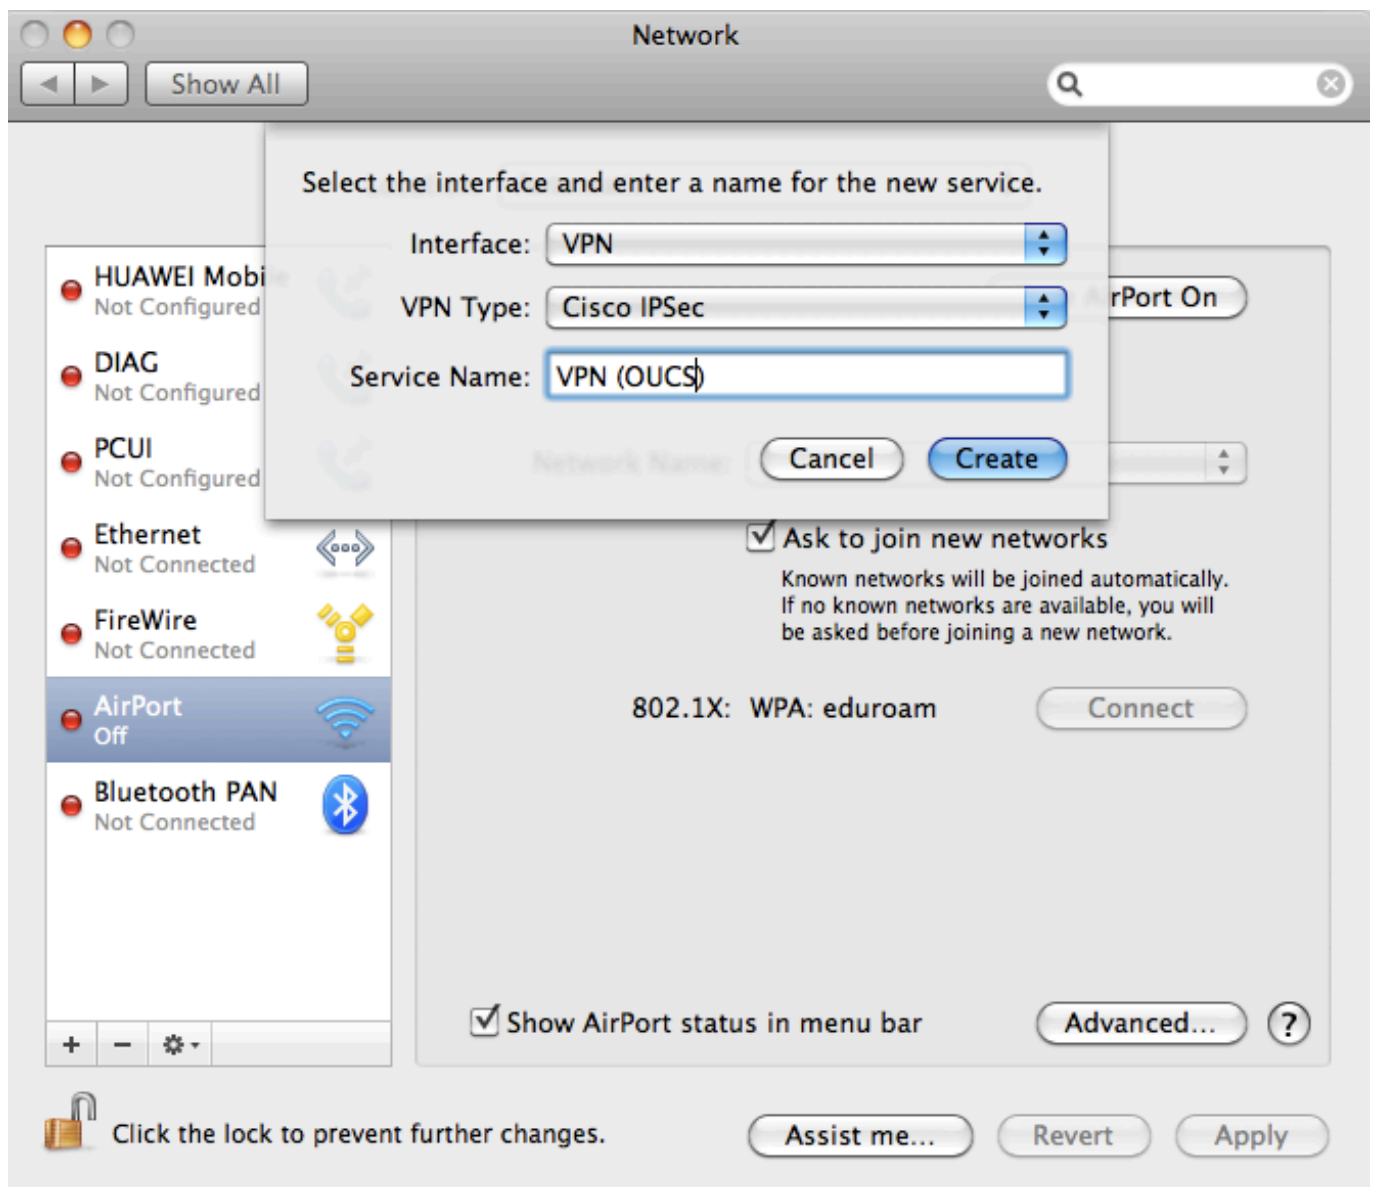 Network
Show All
Select the interface and enter a name for the new service.
Interface: VPN
VPN Type: Cisco IPSec
Service Name: VPN (OUCS)
Cancel Create
HUAWEI Mobile
Not Configured
DIAG
Not Configured
PCUI
Not Configured
Ethernet
Not Connected
FireWire
Not Connected
AirPort
Off
Bluetooth PAN
Not Connected
rPort On
Network Name:
Ask to join new networks
Known networks will be joined automatically.
If no known networks are available, you will
be asked before joining a new network.
802.1X: WPA: eduroam Connect
Show AirPort status in menu bar Advanced... ?
Click the lock to prevent further changes.
Assist me... Revert Apply